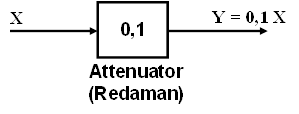 X
0,1
Y = 0,1 X
Attenuator
(Redaman)